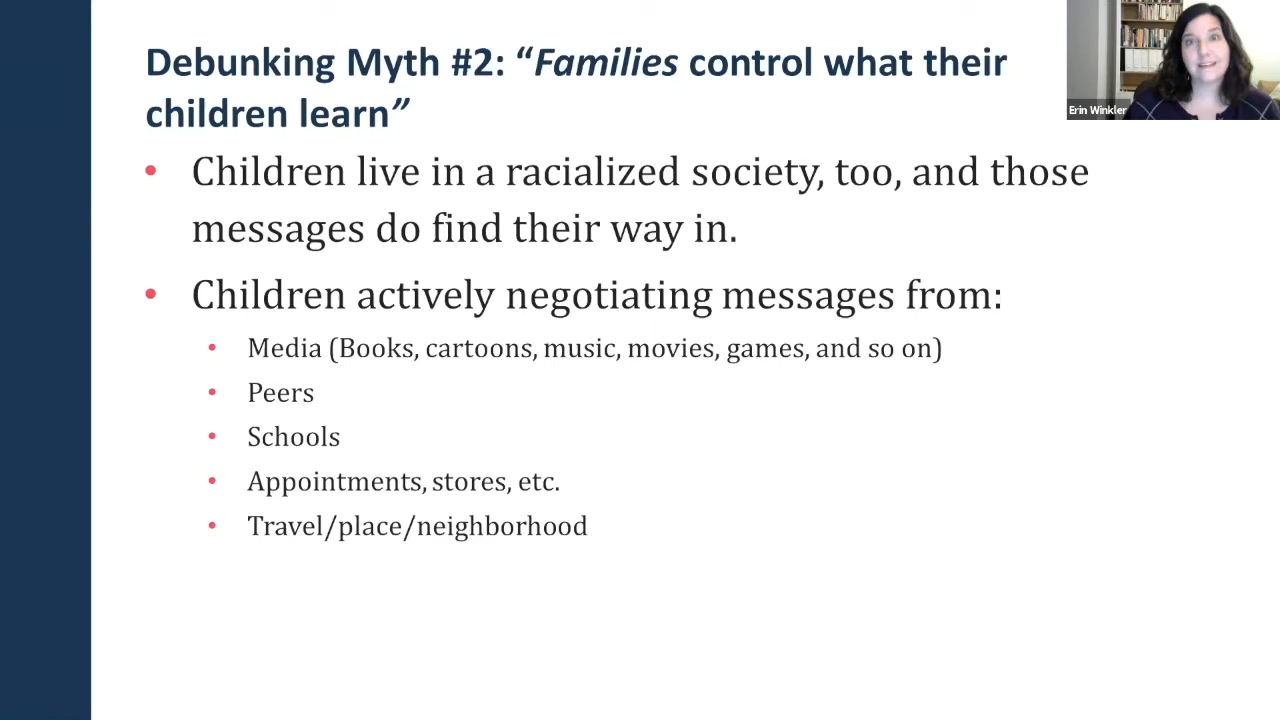 Debunking Myth #2: “Families control what their
children learn”
Erin Winkler
• Children live in a racialized society, too, and those
messages do find their way in.
• Children actively negotiating messages from:
• Media (Books, cartoons, music, movies, games, and so on)
• Peers
• Schools
• Appointments, stores, etc.
• Travel/place/neighborhood